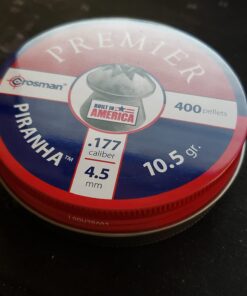 PREMIER
Crosman®
400 pellets
BUILT IN
AMERICA
PIRANHA™
.177
caliber
4.5
mm
10.5 gr.